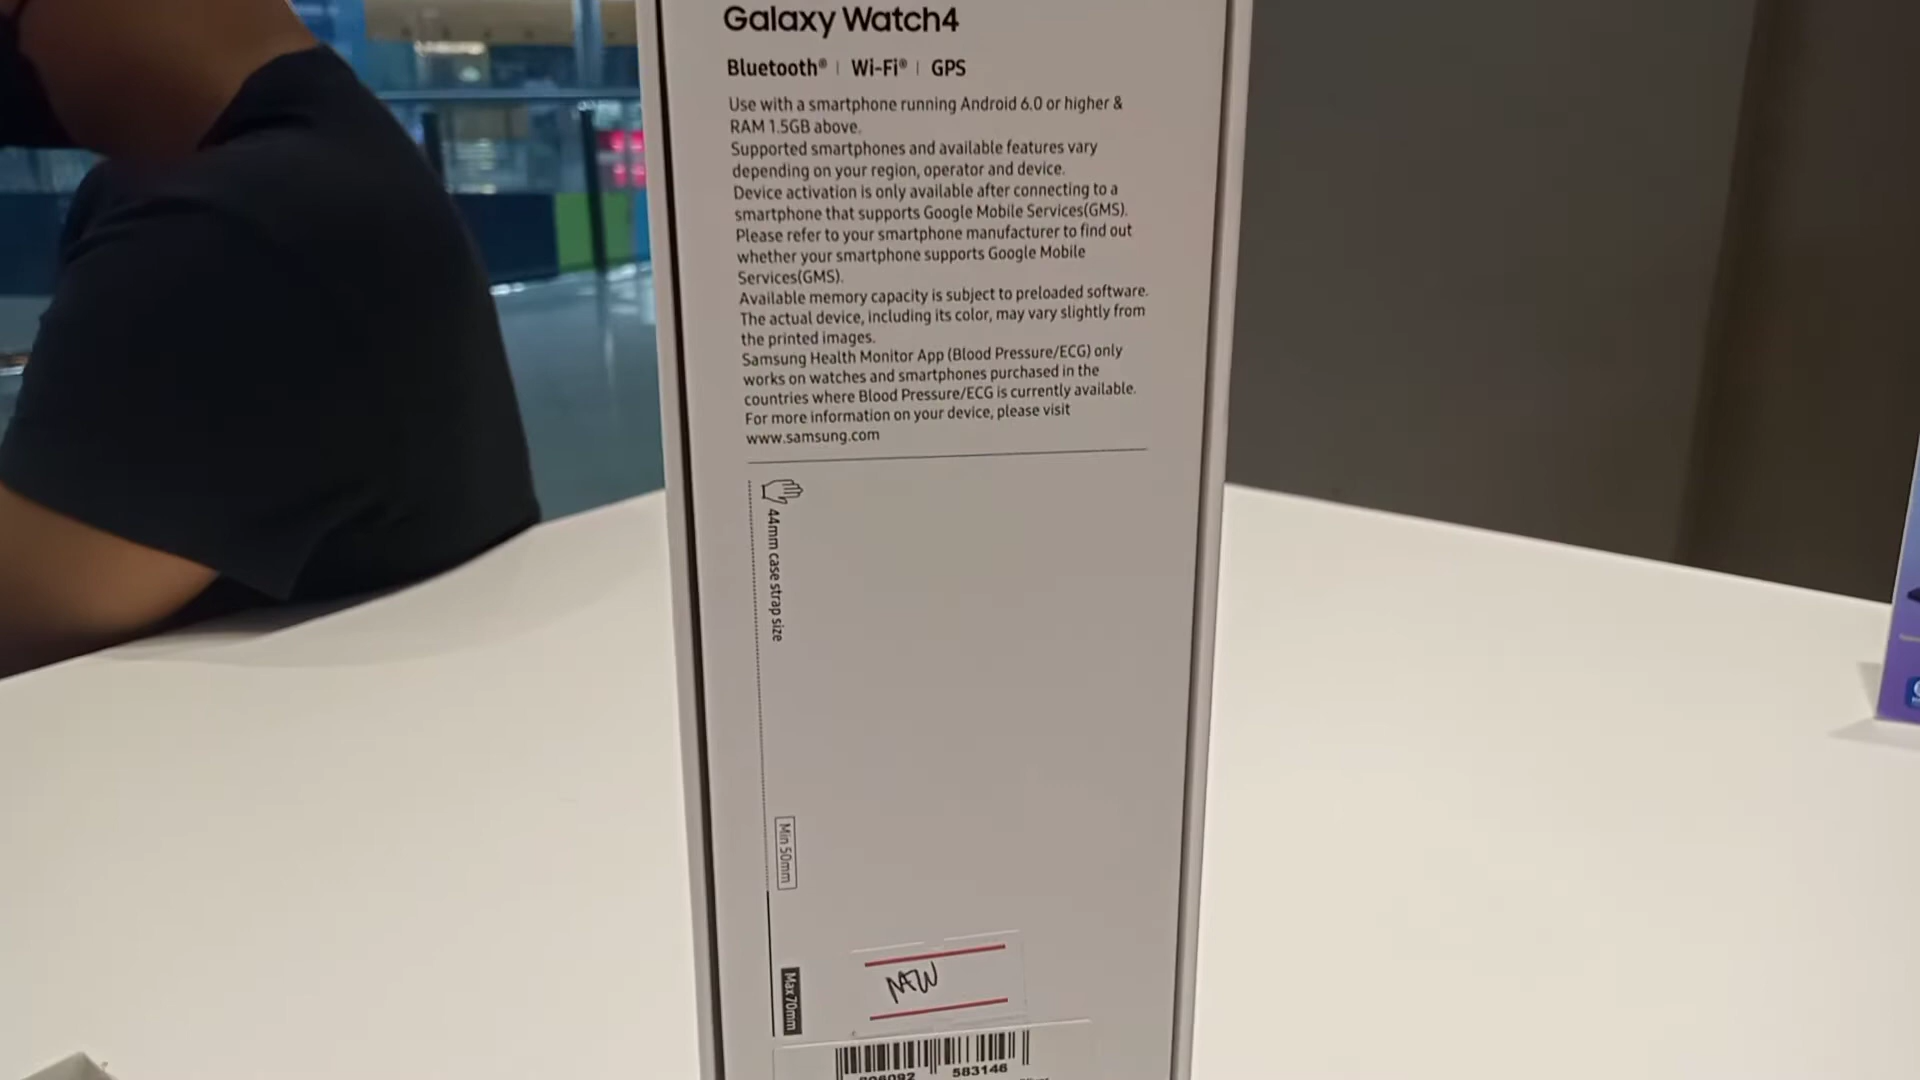 Galaxy Watch4
Bluetooth® | Wi-Fi® | GPS
Use with a smartphone running Android 6.0 or higher &
RAM 1.5GB above.
Supported smartphones and available features vary
depending on your region, operator and device.
Device activation is only available after connecting to a
smartphone that supports Google Mobile Services(GMS).
Please refer to your smartphone manufacturer to find out
whether your smartphone supports Google Mobile
Services(GMS).
Available memory capacity is subject to preloaded software.
The actual device, including its color, may vary slightly from
the printed images.
Samsung Health Monitor App (Blood Pressure/ECG) only
works on watches and smartphones purchased in the
countries where Blood Pressure/ECG is currently available.
For more information on your device, please visit
www.samsung.com
44mm case strap size
Min 50mm
Max 70mm
583146